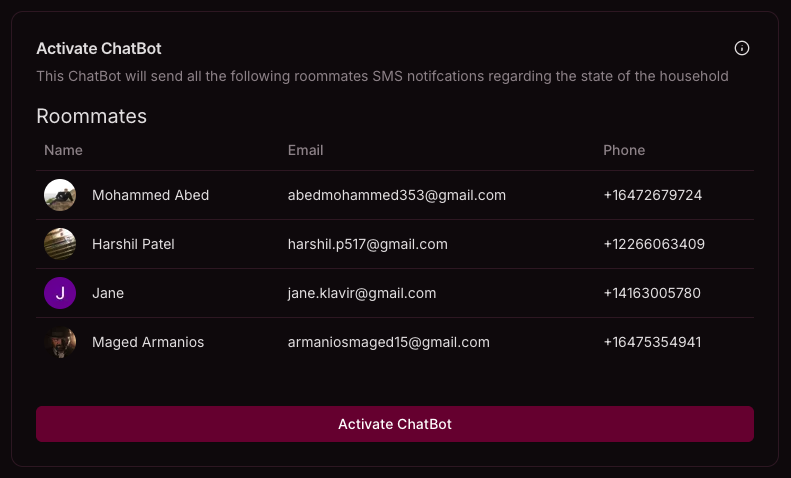 Activate ChatBot
This ChatBot will send all the following roommates SMS notifcations regarding the state of the household
Roommates
Name Email Phone
Mohammed Abed abedmohammed353@gmail.com +16472679724
Harshil Patel harshil.p517@gmail.com +12266063409
J Jane jane.klavir@gmail.com +14163005780
Maged Armanios armaniosmaged15@gmail.com +16475354941
Activate ChatBot